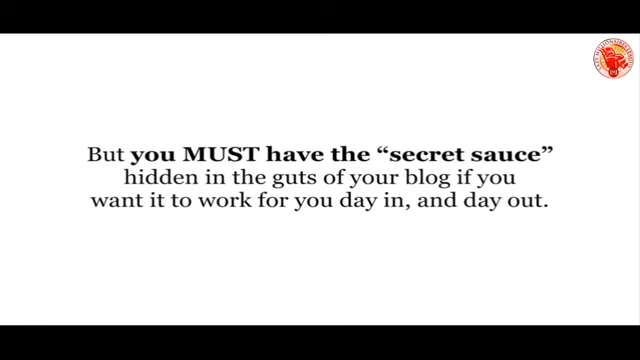 But you MUST have the “secret sauce”
hidden in the guts of your blog if you
want it to work for you day in, and day out.